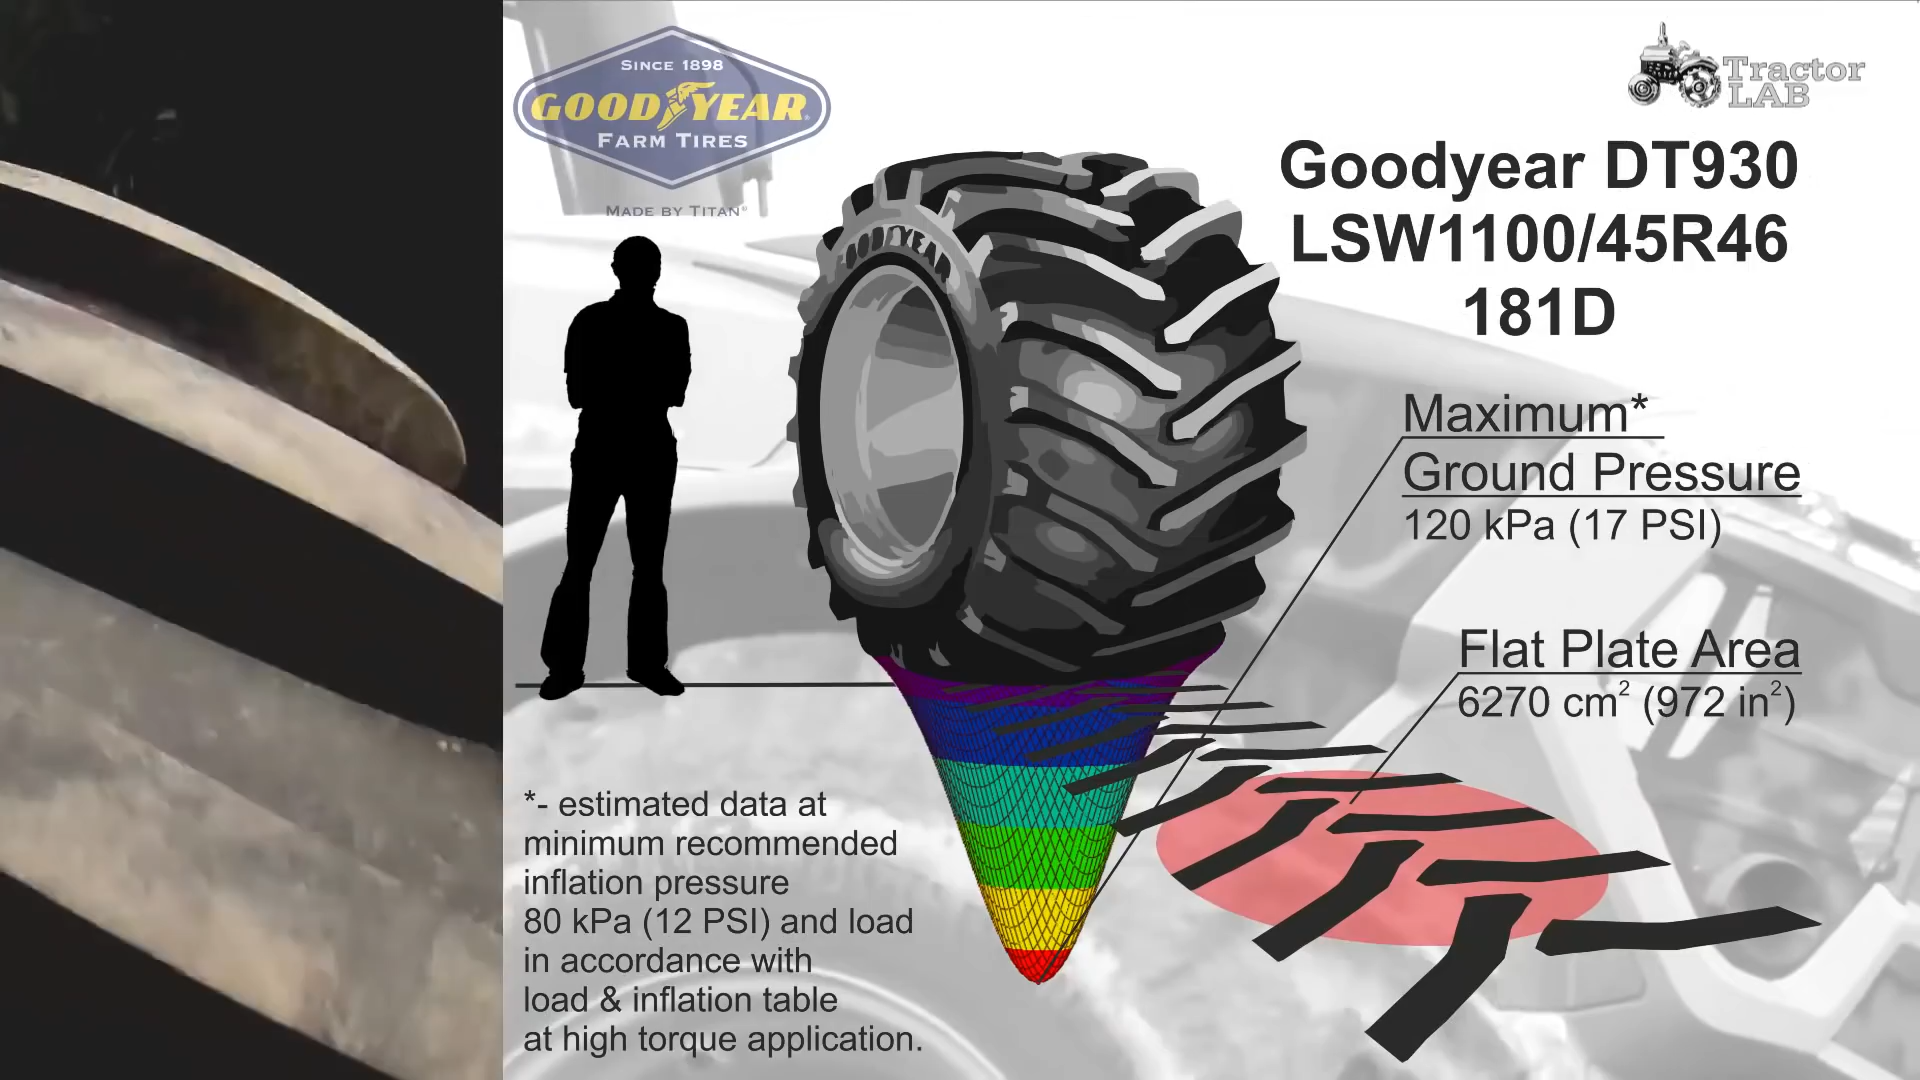 SINCE 1898
GOODYEAR
FARM TIRES
MADE BY TITAN®
Tractor
LAB
Goodyear DT930
LSW1100/45R46
181D
GOODYEAR
Maximum*
Ground Pressure
120 kPa (17 PSI)
Flat Plate Area
6270 cm² (972 in²)
*- estimated data at
minimum recommended
inflation pressure
80 kPa (12 PSI) and load
in accordance with
load & inflation table
at high torque application.